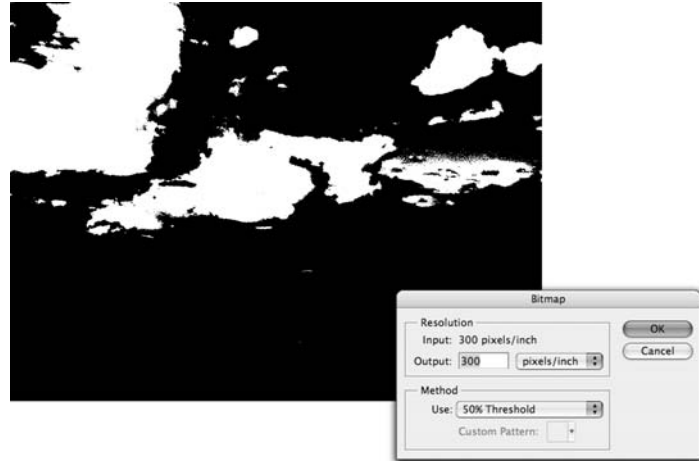 Bitmap
Resolution
Input: 300 pixels/inch
Output: 300 pixels/inch
Method
Use: 50% Threshold
Custom Pattern:
OK
Cancel